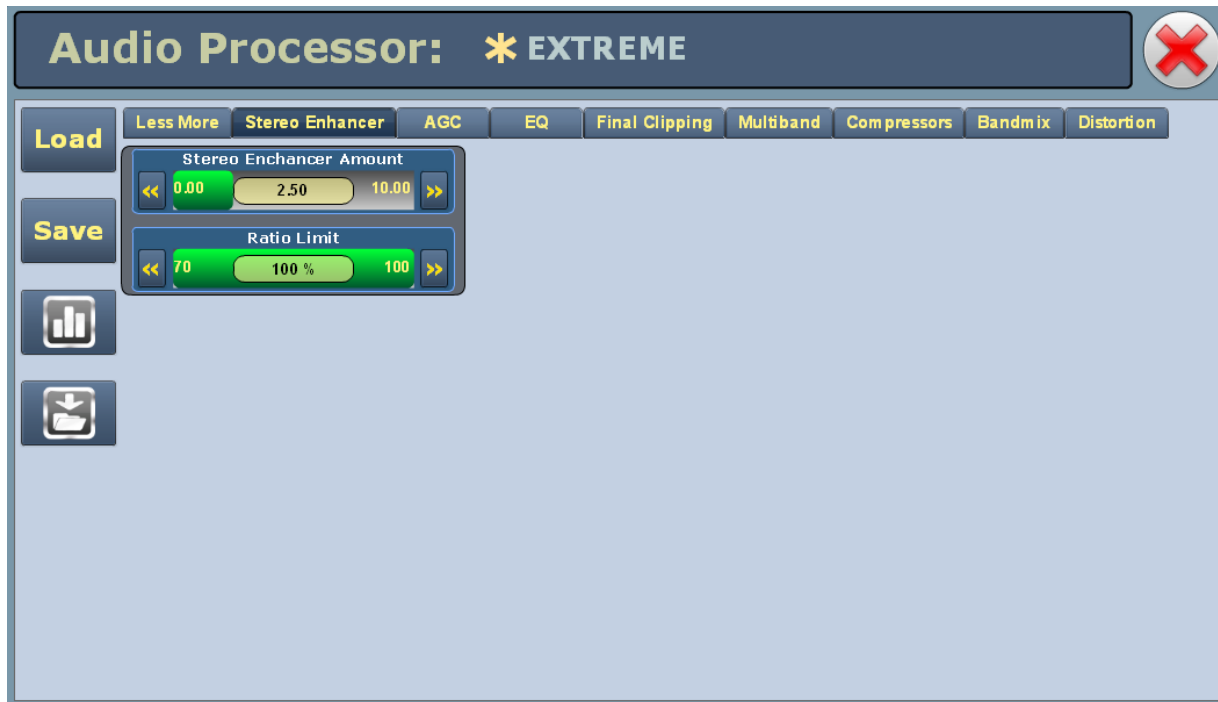 Audio Processor: * EXTREME
Load
Save
Less More Stereo Enhancer AGC EQ Final Clipping Multiband Compressors Bandmix Distortion
Stereo Enchancer Amount
« 0.00 2.50 10.00 »
Ratio Limit
« 70 100 % 100 »